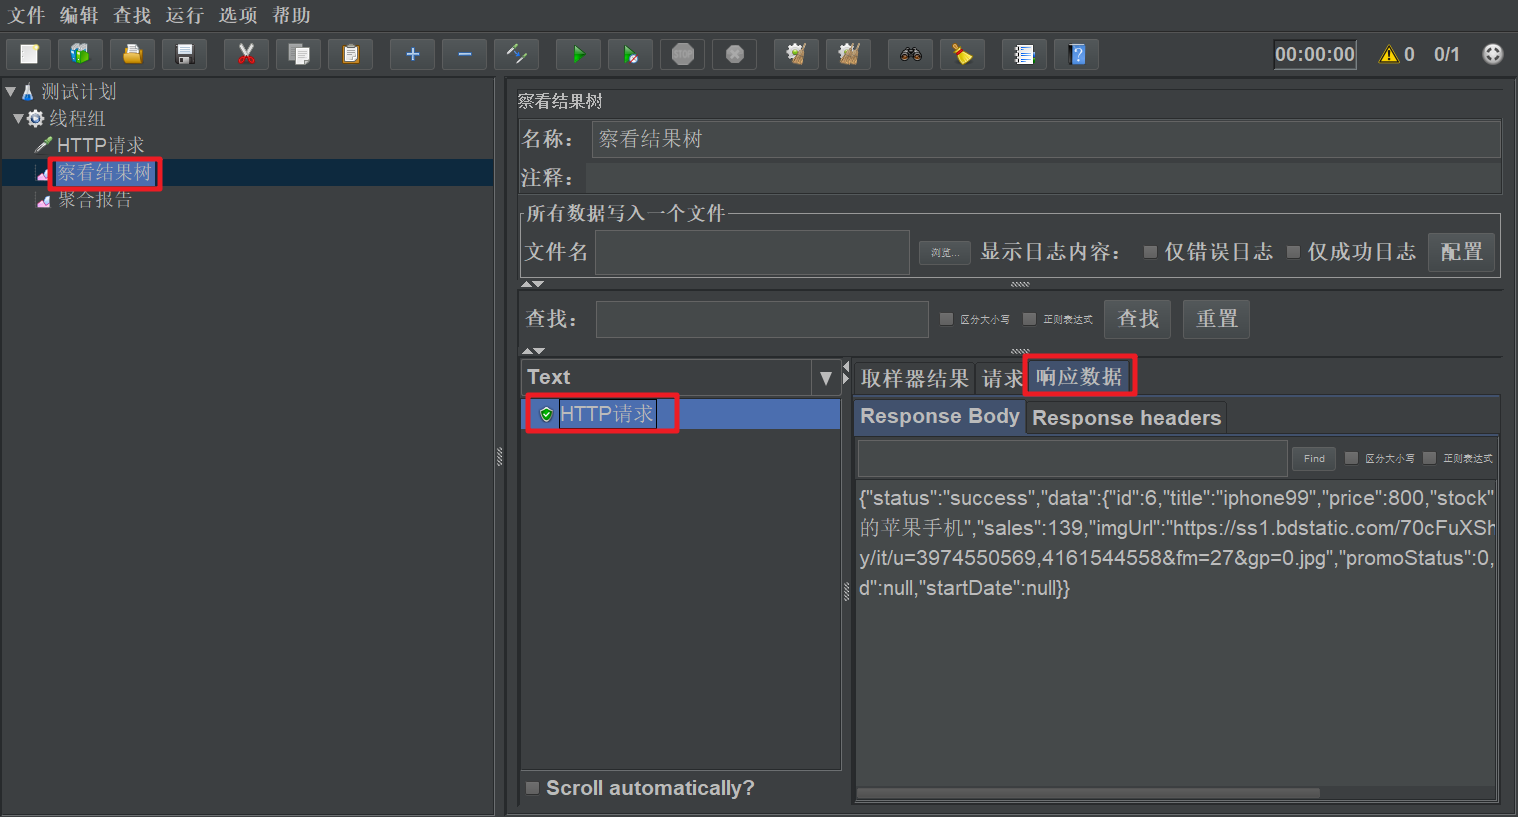 文件 编辑 查找 运行 选项 帮助
STOP
00:00:00 0 0/1
测试计划
线程组
HTTP请求
察看结果树
聚合报告
察看结果树
名称： 察看结果树
注释：
所有数据写入一个文件
文件名 浏览... 显示日志内容： 仅错误日志 仅成功日志 配置
查找： 区分大小写 正则表达式 查找 重置
Text
HTTP请求
Scroll automatically?
取样器结果 请求 响应数据
Response Body Response headers
Find 区分大小写 正则表达式
{"status":"success","data":{"id":6,"title":"iphone99","price":800,"stock"
的苹果手机","sales":139,"imgUrl":"https://ss1.bdstatic.com/70cFuXSh
y/it/u=3974550569,4161544558&fm=27&gp=0.jpg","promoStatus":0,
d":null,"startDate":null}}